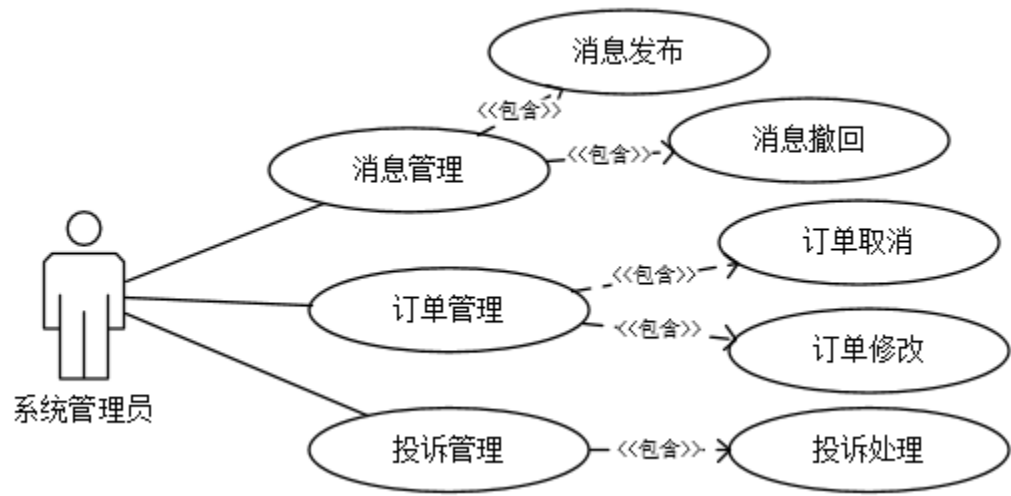 消息发布
<<包含>>
消息撤回
<<包含>>
消息管理
订单取消
<<包含>>
订单管理
<<包含>>
订单修改
系统管理员
投诉管理
<<包含>>
投诉处理